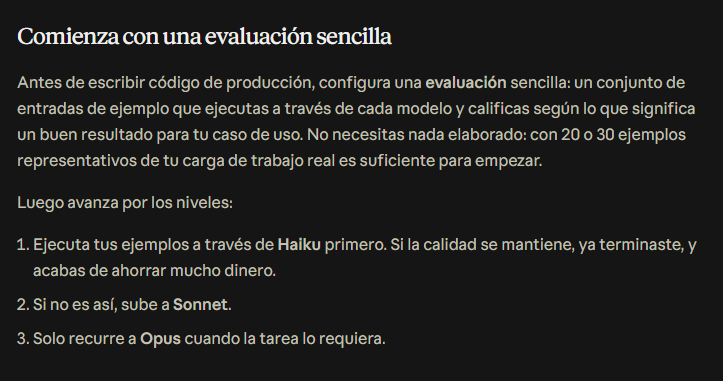 Comienza con una evaluación sencilla
Antes de escribir código de producción, configura una evaluación sencilla: un conjunto de
entradas de ejemplo que ejecutas a través de cada modelo y calificas según lo que significa
un buen resultado para tu caso de uso. No necesitas nada elaborado: con 20 o 30 ejemplos
representativos de tu carga de trabajo real es suficiente para empezar.
Luego avanza por los niveles:
1. Ejecuta tus ejemplos a través de Haiku primero. Si la calidad se mantiene, ya terminaste, y
acabas de ahorrar mucho dinero.
2. Si no es así, sube a Sonnet.
3. Solo recurre a Opus cuando la tarea lo requiera.